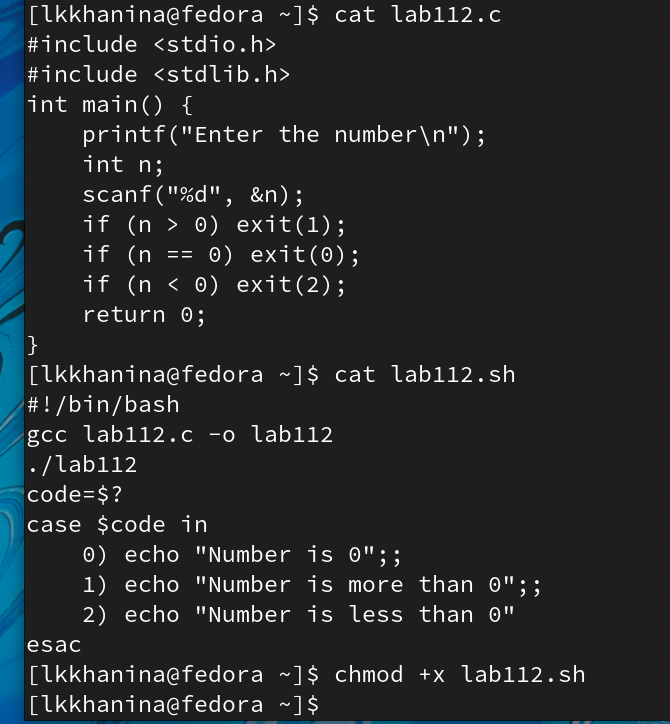 [lkkhanina@fedora ~]$ cat lab112.c
#include <stdio.h>
#include <stdlib.h>
int main() {
    printf("Enter the number\n");
    int n;
    scanf("%d", &n);
    if (n > 0) exit(1);
    if (n == 0) exit(0);
    if (n < 0) exit(2);
    return 0;
}
[lkkhanina@fedora ~]$ cat lab112.sh
#!/bin/bash
gcc lab112.c -o lab112
./lab112
code=$?
case $code in
    0) echo "Number is 0";;
    1) echo "Number is more than 0";;
    2) echo "Number is less than 0"
esac
[lkkhanina@fedora ~]$ chmod +x lab112.sh
[lkkhanina@fedora ~]$